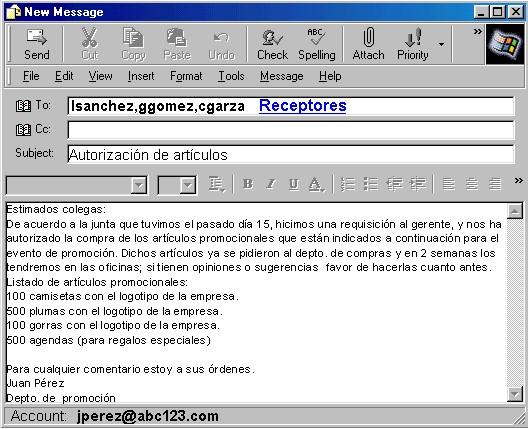 New Message
Send Cut Copy Paste Undo Check ABC Spelling Attach Priority »
File Edit View Insert Format Tools Message Help
To: lsanchez,ggomez,cgarza Receptores
Cc:
Subject: Autorización de artículos
B I U A »
Estimados colegas:
De acuerdo a la junta que tuvimos el pasado día 15, hicimos una requisición al gerente, y nos ha
autorizado la compra de los artículos promocionales que están indicados a continuación para el
evento de promoción. Dichos artículos ya se pidieron al depto. de compras y en 2 semanas los
tendremos en las oficinas; si tienen opiniones o sugerencias favor de hacerlas cuanto antes.
Listado de artículos promocionales:
100 camisetas con el logotipo de la empresa.
500 plumas con el logotipo de la empresa.
100 gorras con el logotipo de la empresa.
500 agendas (para regalos especiales)
Para cualquier comentario estoy a sus órdenes.
Juan Pérez
Depto. de promoción
Account: jperez@abc123.com